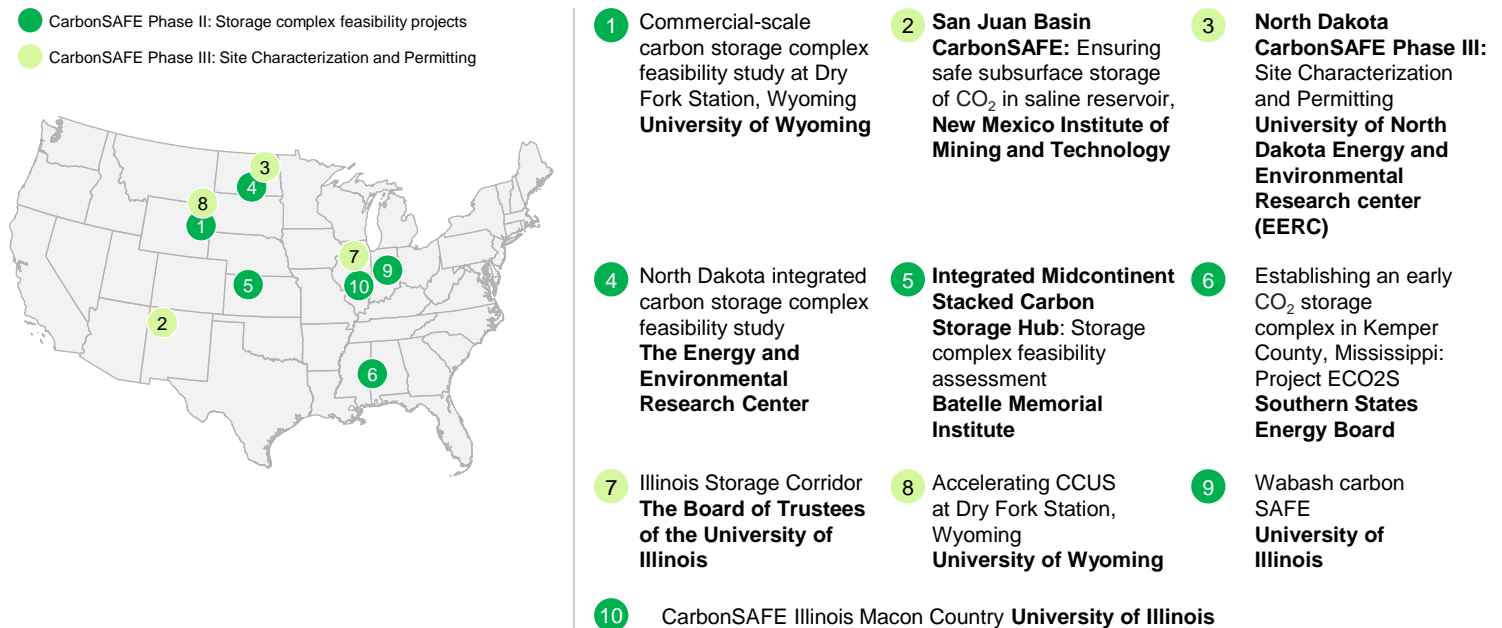 CarbonSAFE Phase II: Storage complex feasibility projects
CarbonSAFE Phase III: Site Characterization and Permitting
3
4
8
1
7
9
5
10
2
6
1
Commercial-scale
carbon storage complex
feasibility study at Dry
Fork Station, Wyoming
University of Wyoming
2
San Juan Basin
CarbonSAFE: Ensuring
safe subsurface storage
of CO₂ in saline reservoir,
New Mexico Institute of
Mining and Technology
3
North Dakota
CarbonSAFE Phase III:
Site Characterization
and Permitting
University of North
Dakota Energy and
Environmental
Research center
(EERC)
4
North Dakota integrated
carbon storage complex
feasibility study
The Energy and
Environmental
Research Center
5
Integrated Midcontinent
Stacked Carbon
Storage Hub: Storage
complex feasibility
assessment
Batelle Memorial
Institute
6
Establishing an early
CO₂ storage
complex in Kemper
County, Mississippi:
Project ECO2S
Southern States
Energy Board
7
Illinois Storage Corridor
The Board of Trustees
of the University of
Illinois
8
Accelerating CCUS
at Dry Fork Station,
Wyoming
University of Wyoming
9
Wabash carbon
SAFE
University of
Illinois
10
CarbonSAFE Illinois Macon Country University of Illinois